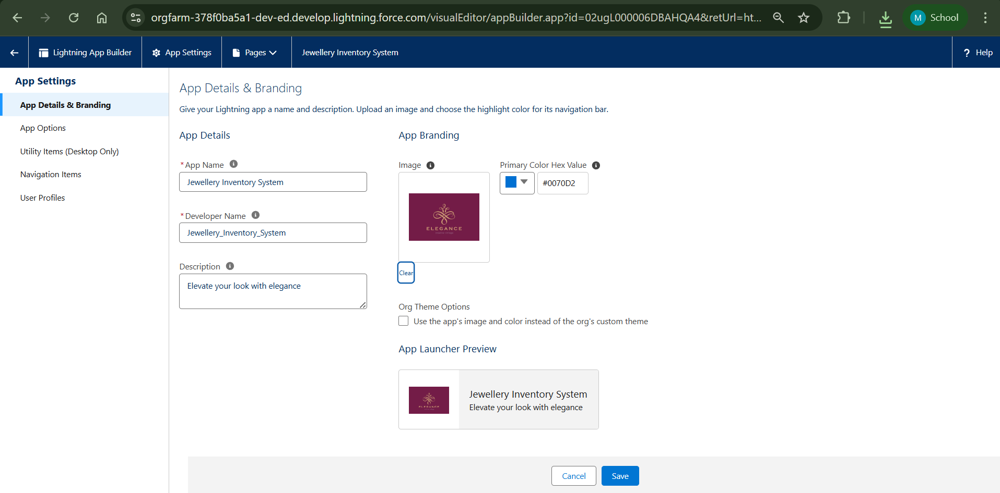 orgfarm-378f0ba5a1-dev-ed.develop.lightning.force.com/visualEditor/appBuilder.app?id=02ugL000006DBAHQA4&retUrl=ht...
M School
Lightning App Builder
App Settings
Pages
Jewellery Inventory System
? Help
App Settings
App Details & Branding
App Options
Utility Items (Desktop Only)
Navigation Items
User Profiles
App Details & Branding
Give your Lightning app a name and description. Upload an image and choose the highlight color for its navigation bar.
App Details
*App Name
Jewellery Inventory System
*Developer Name
Jewellery_Inventory_System
Description
Elevate your look with elegance
App Branding
Image
ELEGANCE
Clear
Primary Color Hex Value
#0070D2
Org Theme Options
Use the app's image and color instead of the org's custom theme
App Launcher Preview
ELEGANCE
Jewellery Inventory System
Elevate your look with elegance
Cancel
Save